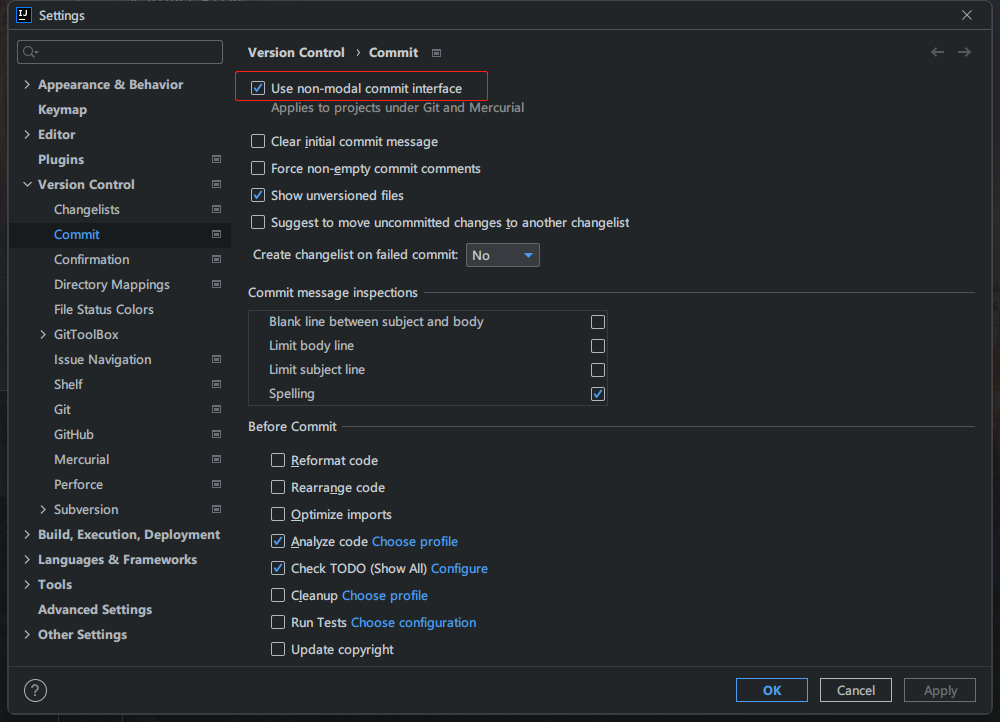 IJ Settings
Version Control › Commit
Appearance & Behavior
Keymap
Editor
Plugins
Version Control
Changelists
Commit
Confirmation
Directory Mappings
File Status Colors
GitToolBox
Issue Navigation
Shelf
Git
GitHub
Mercurial
Perforce
Subversion
Build, Execution, Deployment
Languages & Frameworks
Tools
Advanced Settings
Other Settings
Use non-modal commit interface
Applies to projects under Git and Mercurial
Clear initial commit message
Force non-empty commit comments
Show unversioned files
Suggest to move uncommitted changes to another changelist
Create changelist on failed commit: No
Commit message inspections
Blank line between subject and body
Limit body line
Limit subject line
Spelling
Before Commit
Reformat code
Rearrange code
Optimize imports
Analyze code Choose profile
Check TODO (Show All) Configure
Cleanup Choose profile
Run Tests Choose configuration
Update copyright
? OK Cancel Apply